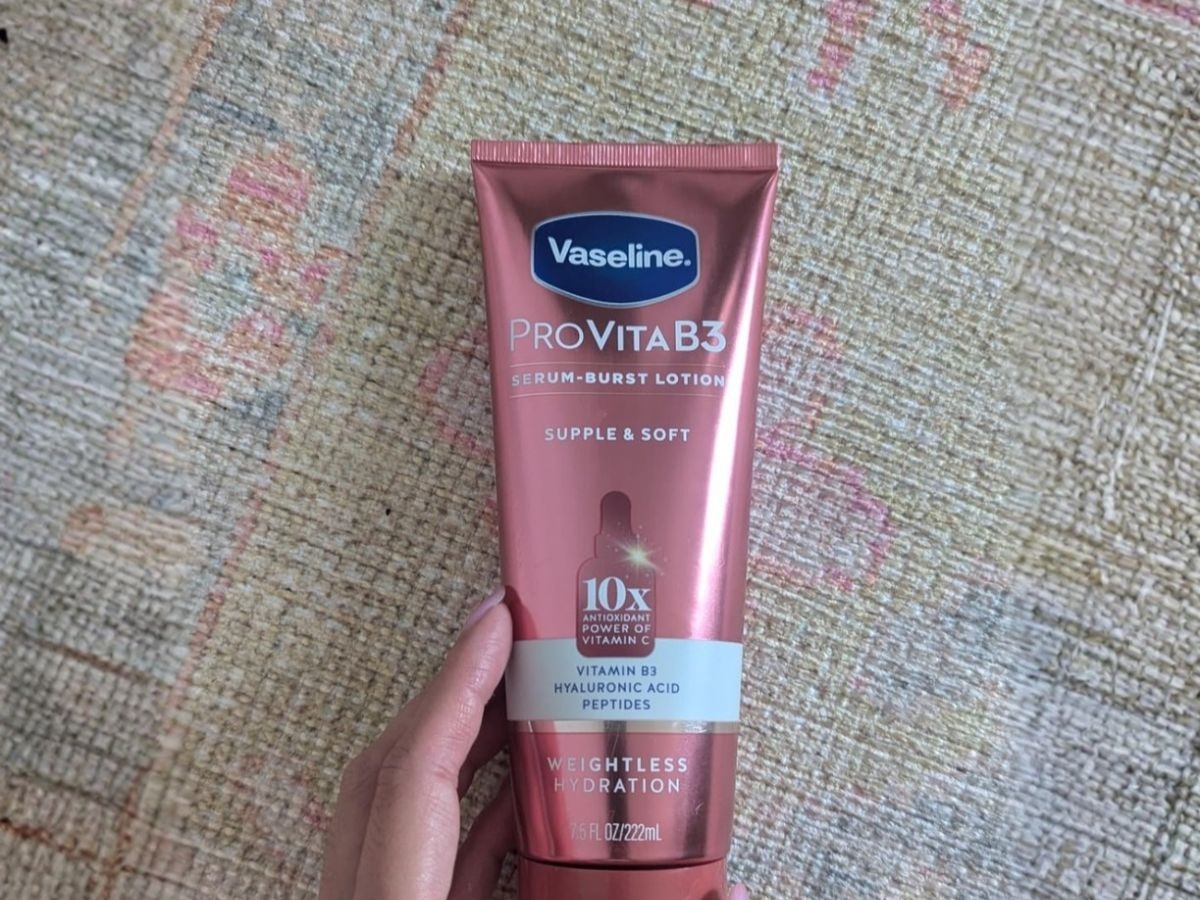 Vaseline.
PROVITAB3
SERUM-BURST LOTION
SUPPLE & SOFT
10x
ANTIOXIDANT
POWER OF
VITAMIN C
VITAMIN B3
HYALURONIC ACID
PEPTIDES
WEIGHTLESS
HYDRATION
7.5 FL OZ/222mL